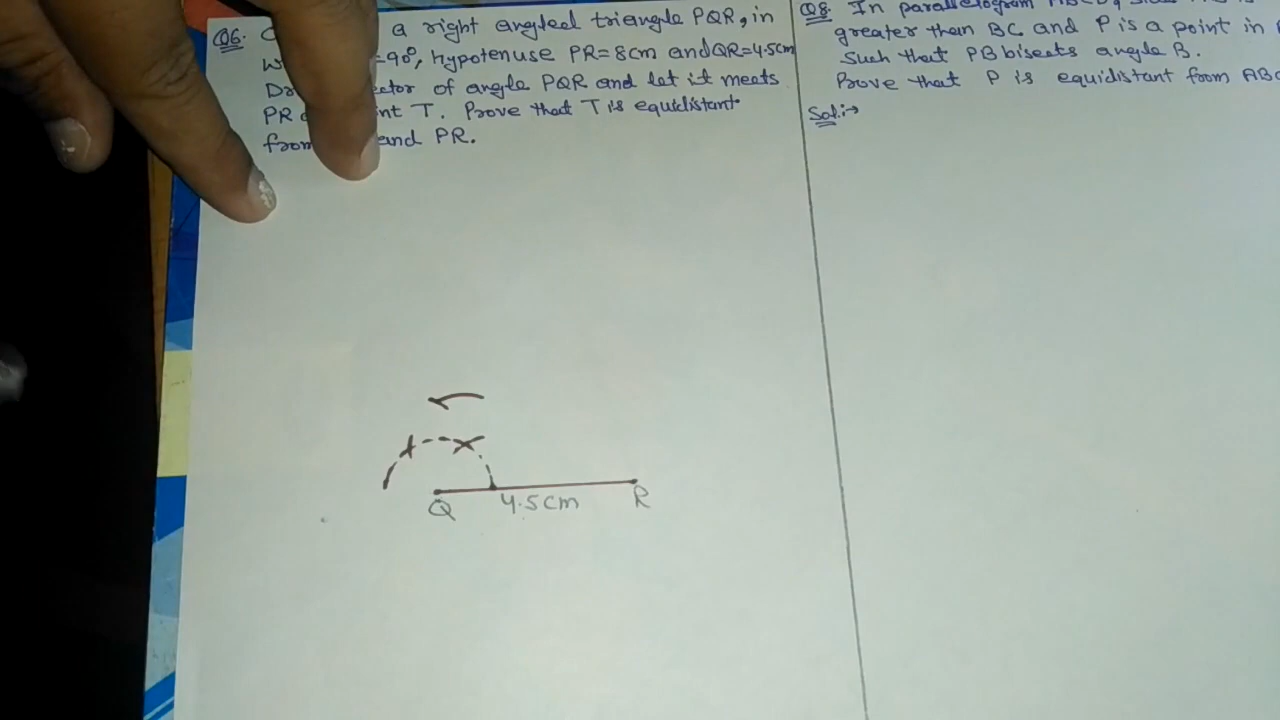 Q6. a right angled triangle PQR, in
=90°, hypotenuse PR=8cm and QR=4.5cm
of angle PQR and let it meets
PR T. Prove that T is equidistant
from and PR.
Q8. In parallelogram
greater than BC and P is a point in
Such that PB bisects angle B.
Prove that P is equidistant from
Sol:→
Q 4.5cm R